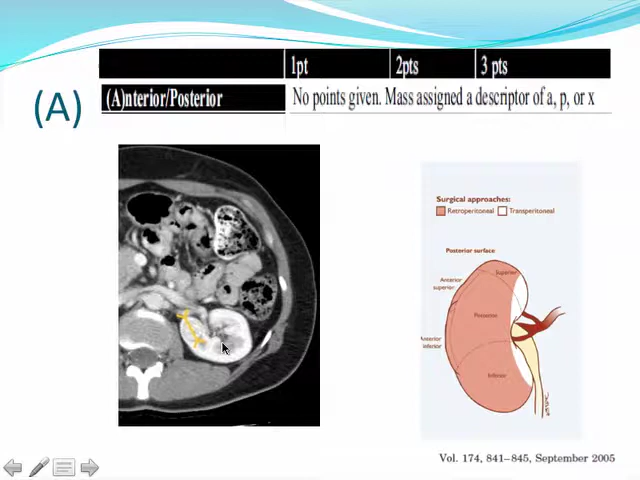 1pt 2pts 3 pts
(A)
(A)nterior/Posterior No points given. Mass assigned a descriptor of a, p, or x
Surgical approaches:
Retroperitoneal Transperitoneal
Posterior surface
Superior
Anterior
superior
Posterior
Anterior
inferior
Inferior
Vol. 174, 841–845, September 2005